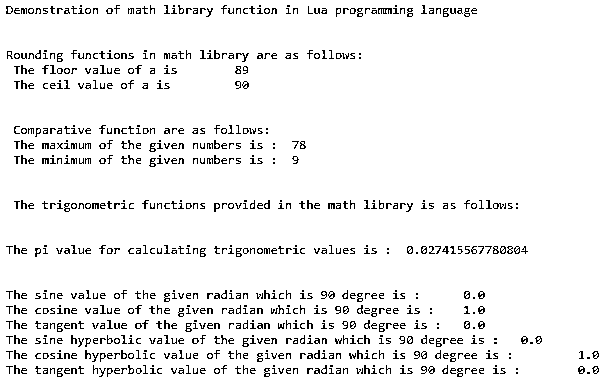 Demonstration of math library function in Lua programming language
Rounding functions in math library are as follows:
The floor value of a is 89
The ceil value of a is 90
Comparative function are as follows:
The maximum of the given numbers is : 78
The minimum of the given numbers is : 9
The trigonometric functions provided in the math library is as follows:
The pi value for calculating trigonometric values is : 0.027415567780804
The sine value of the given radian which is 90 degree is : 0.0
The cosine value of the given radian which is 90 degree is : 1.0
The tangent value of the given radian which is 90 degree is : 0.0
The sine hyperbolic value of the given radian which is 90 degree is : 0.0
The cosine hyperbolic value of the given radian which is 90 degree is : 1.0
The tangent hyperbolic value of the given radian which is 90 degree is : 0.0